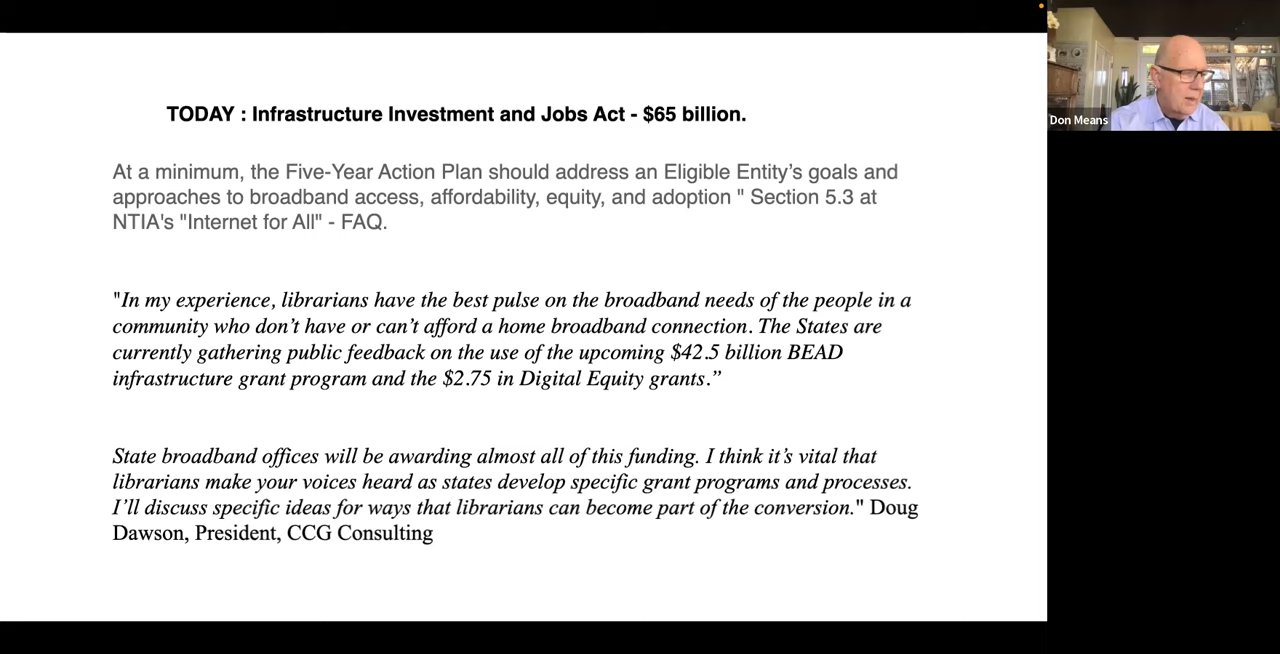 TODAY : Infrastructure Investment and Jobs Act - $65 billion.
At a minimum, the Five-Year Action Plan should address an Eligible Entity’s goals and
approaches to broadband access, affordability, equity, and adoption " Section 5.3 at
NTIA's "Internet for All" - FAQ.
"In my experience, librarians have the best pulse on the broadband needs of the people in a
community who don’t have or can’t afford a home broadband connection. The States are
currently gathering public feedback on the use of the upcoming $42.5 billion BEAD
infrastructure grant program and the $2.75 in Digital Equity grants.”
State broadband offices will be awarding almost all of this funding. I think it’s vital that
librarians make your voices heard as states develop specific grant programs and processes.
I’ll discuss specific ideas for ways that librarians can become part of the conversion." Doug
Dawson, President, CCG Consulting
Don Means